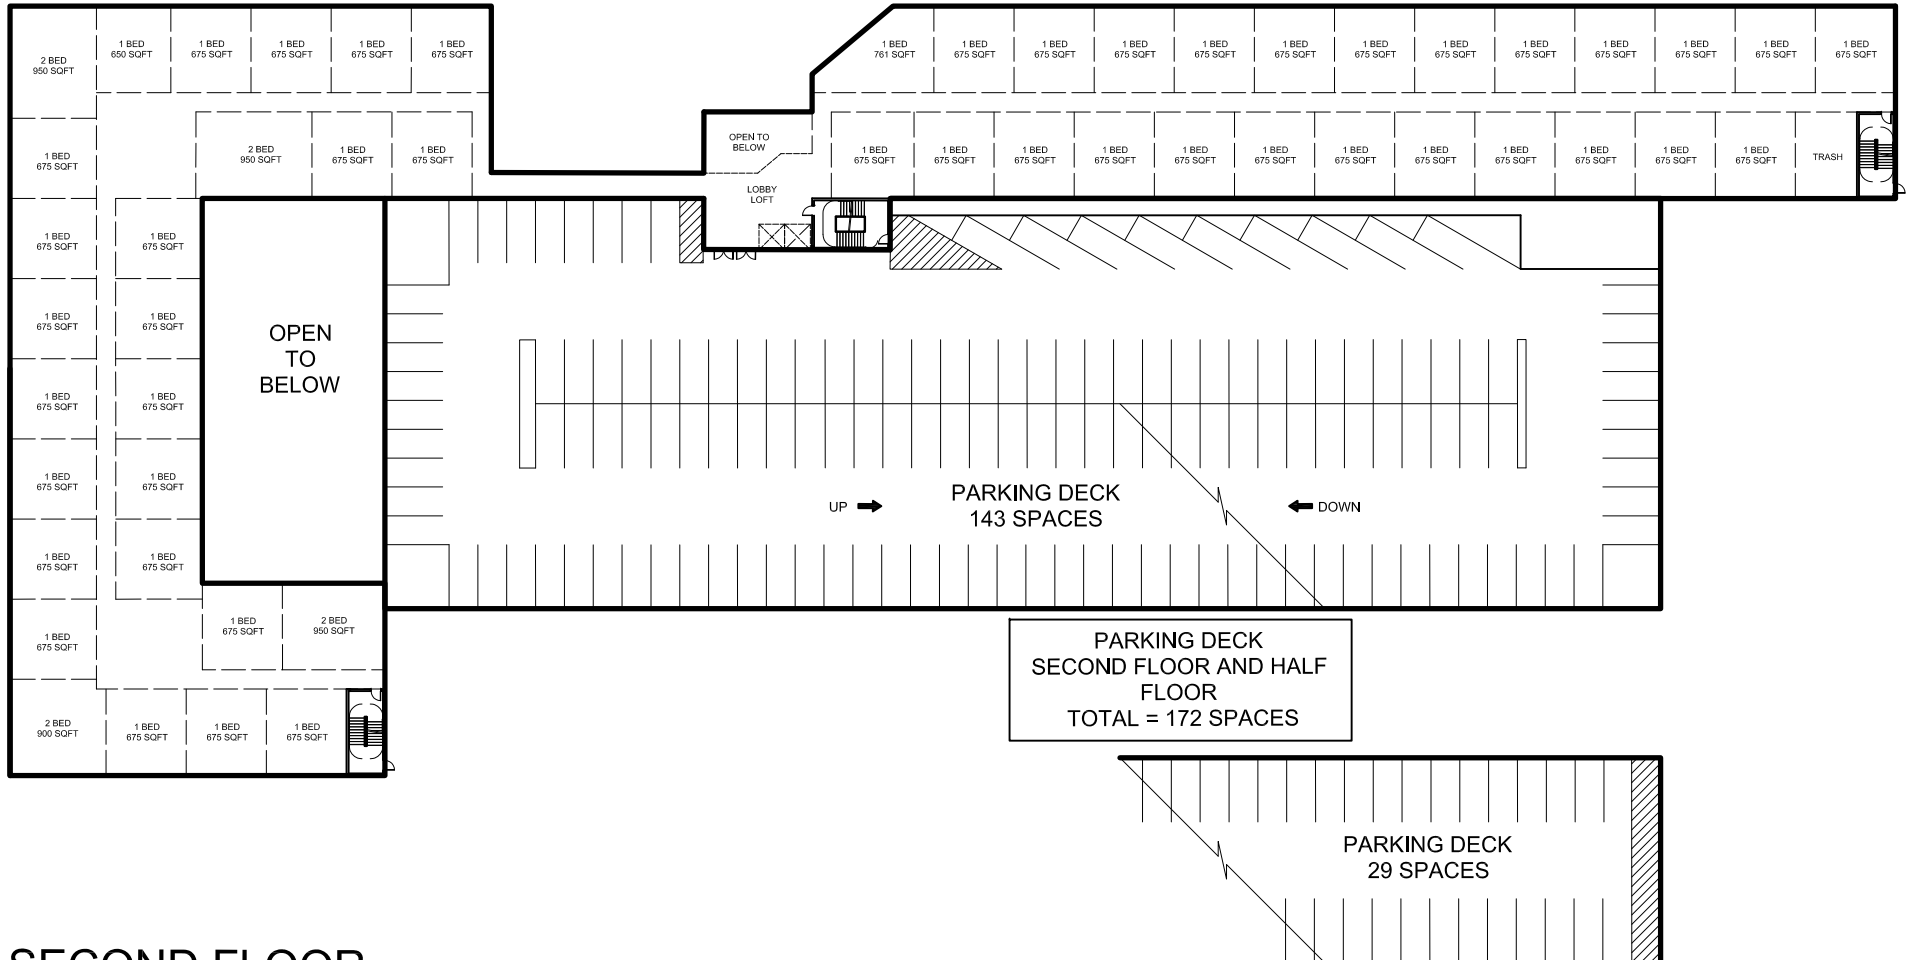 2 BED
950 SQFT
1 BED
650 SQFT
1 BED
675 SQFT
1 BED
675 SQFT
1 BED
675 SQFT
1 BED
675 SQFT
1 BED
761 SQFT
1 BED
675 SQFT
1 BED
675 SQFT
1 BED
675 SQFT
1 BED
675 SQFT
1 BED
675 SQFT
1 BED
675 SQFT
1 BED
675 SQFT
1 BED
675 SQFT
1 BED
675 SQFT
1 BED
675 SQFT
1 BED
675 SQFT
1 BED
675 SQFT
1 BED
675 SQFT
2 BED
950 SQFT
1 BED
675 SQFT
1 BED
675 SQFT
OPEN TO
BELOW
LOBBY
LOFT
1 BED
675 SQFT
1 BED
675 SQFT
1 BED
675 SQFT
1 BED
675 SQFT
1 BED
675 SQFT
1 BED
675 SQFT
1 BED
675 SQFT
1 BED
675 SQFT
1 BED
675 SQFT
1 BED
675 SQFT
1 BED
675 SQFT
1 BED
675 SQFT
TRASH
1 BED
675 SQFT
1 BED
675 SQFT
1 BED
675 SQFT
1 BED
675 SQFT
OPEN
TO
BELOW
1 BED
675 SQFT
1 BED
675 SQFT
1 BED
675 SQFT
1 BED
675 SQFT
1 BED
675 SQFT
1 BED
675 SQFT
UP
PARKING DECK
143 SPACES
DOWN
1 BED
675 SQFT
1 BED
675 SQFT
2 BED
950 SQFT
PARKING DECK
SECOND FLOOR AND HALF
FLOOR
TOTAL = 172 SPACES
2 BED
900 SQFT
1 BED
675 SQFT
1 BED
675 SQFT
1 BED
675 SQFT
PARKING DECK
29 SPACES
SECOND FLOOR